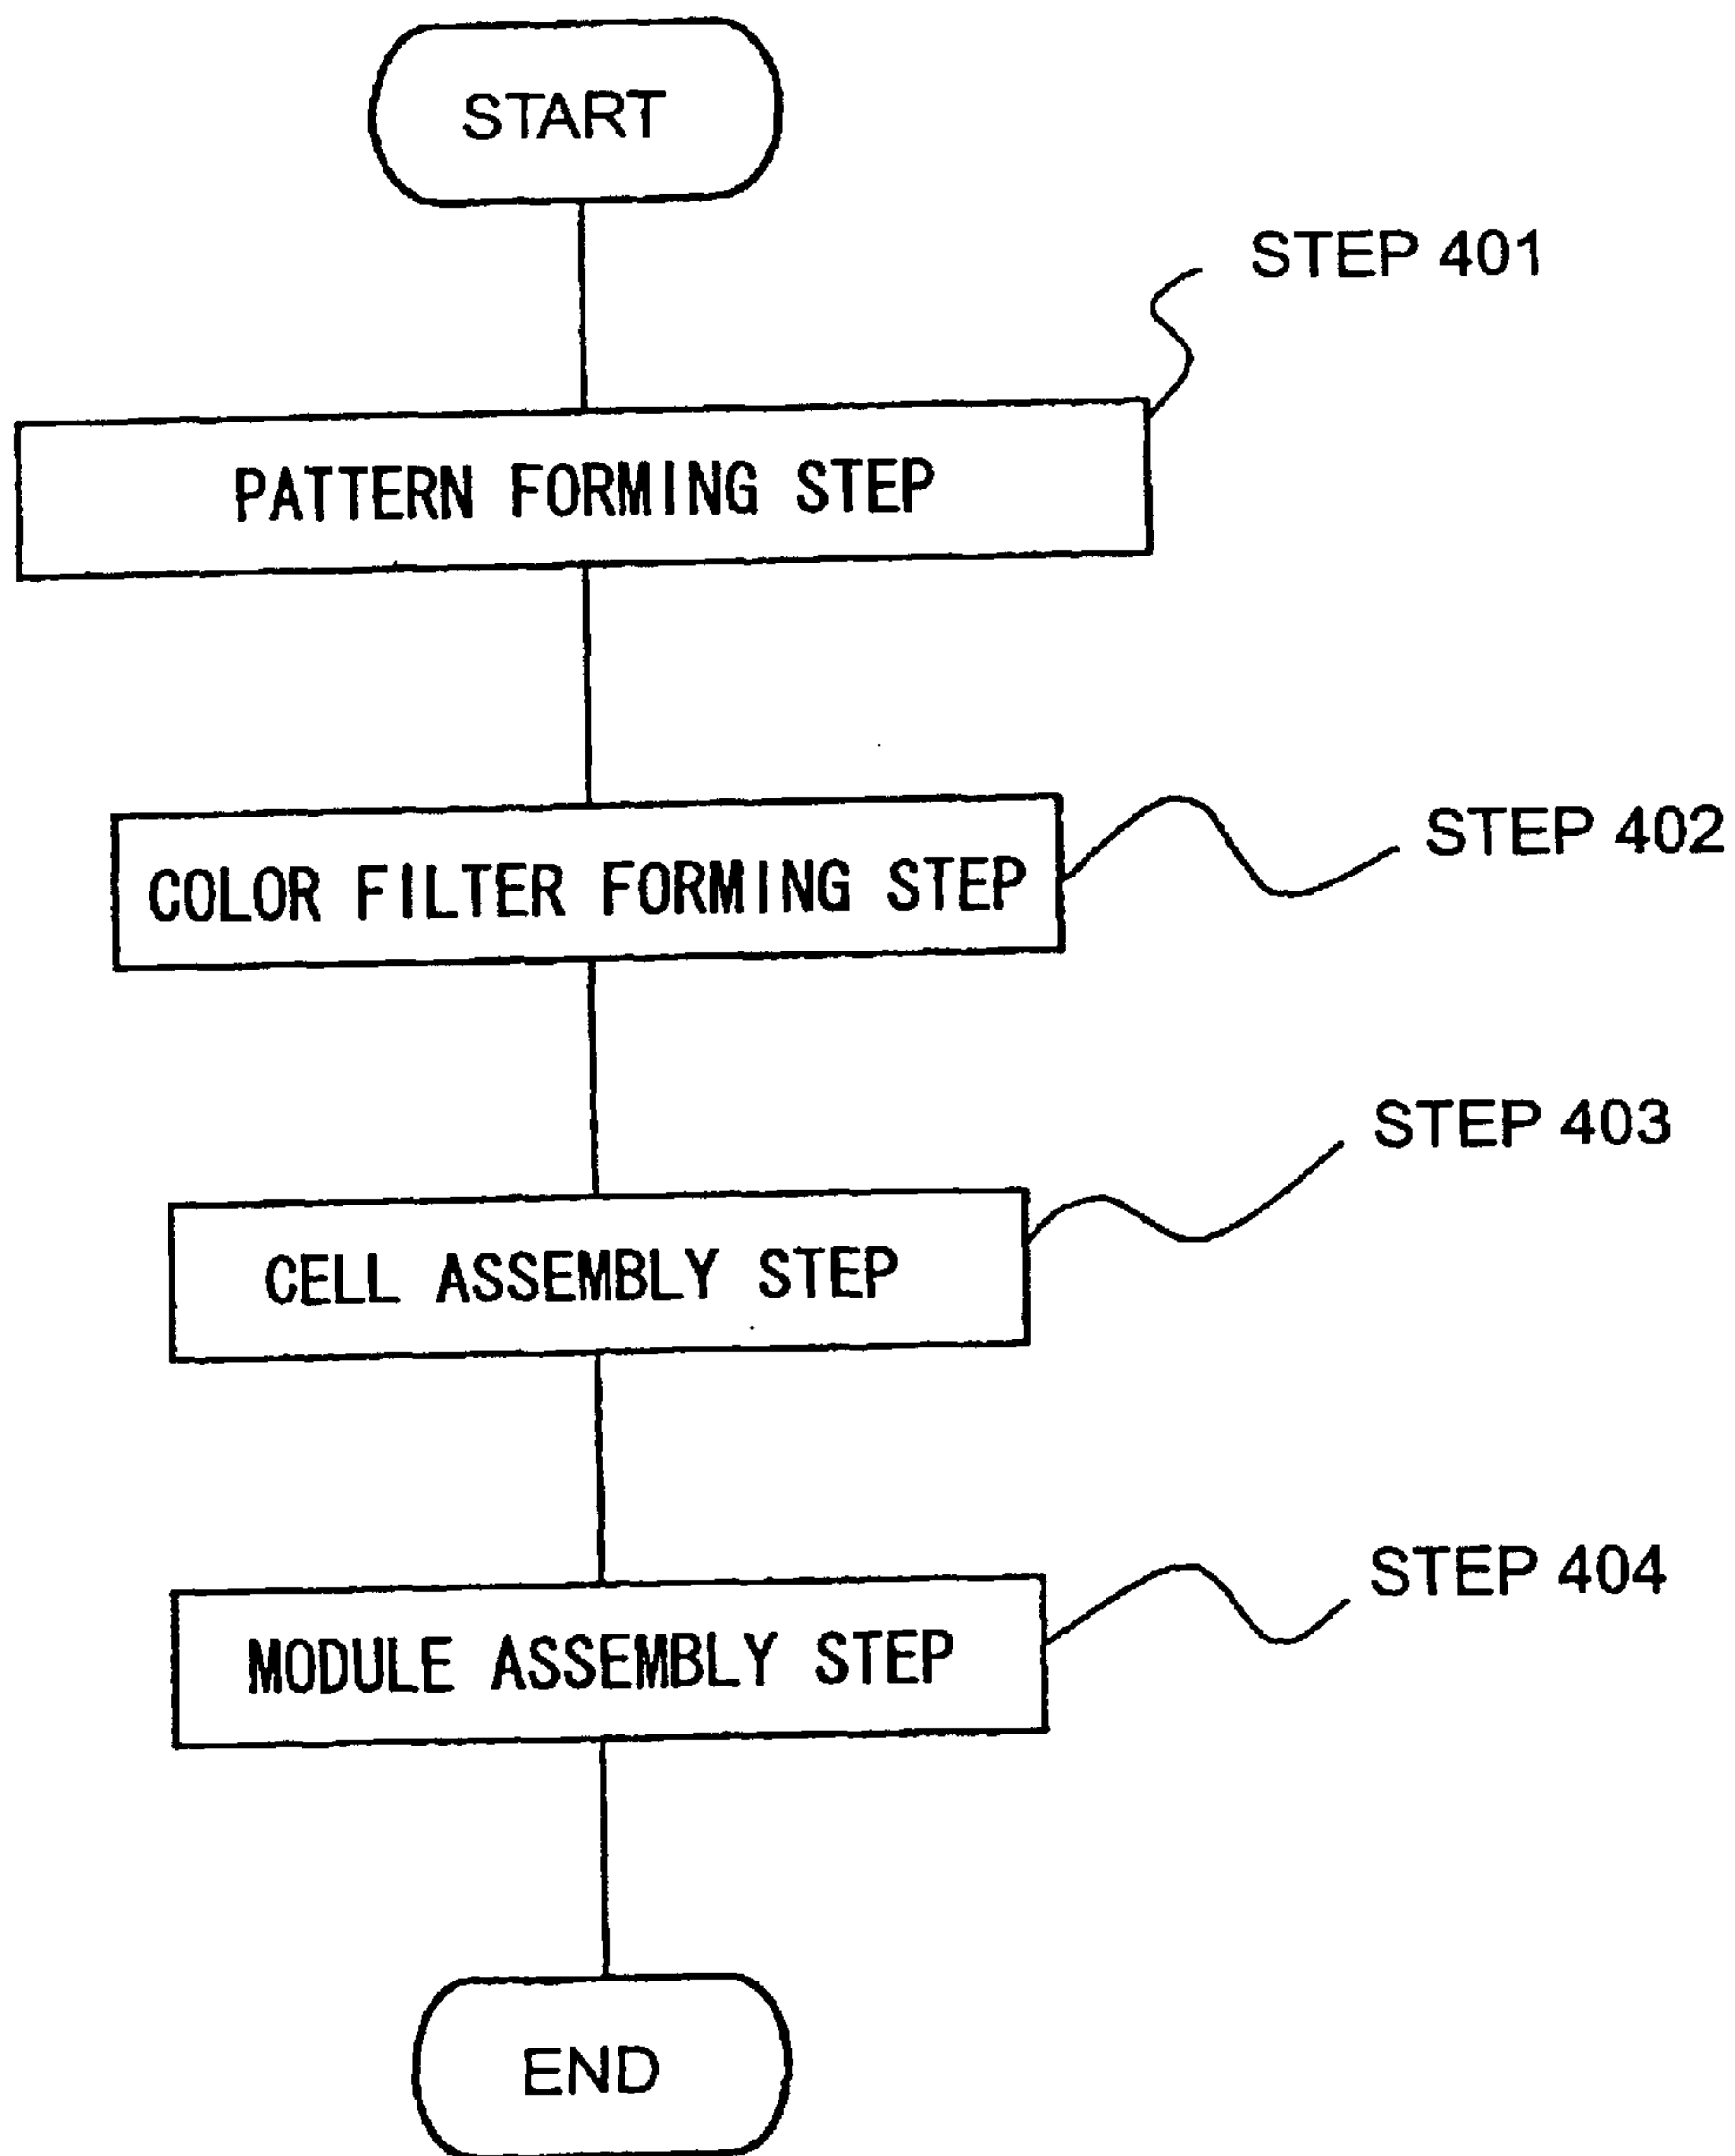 START
STEP 401
PATTERN FORMING STEP
STEP 402
COLOR FILTER FORMING STEP
STEP 403
CELL ASSEMBLY STEP
STEP 404
MODULE ASSEMBLY STEP
END